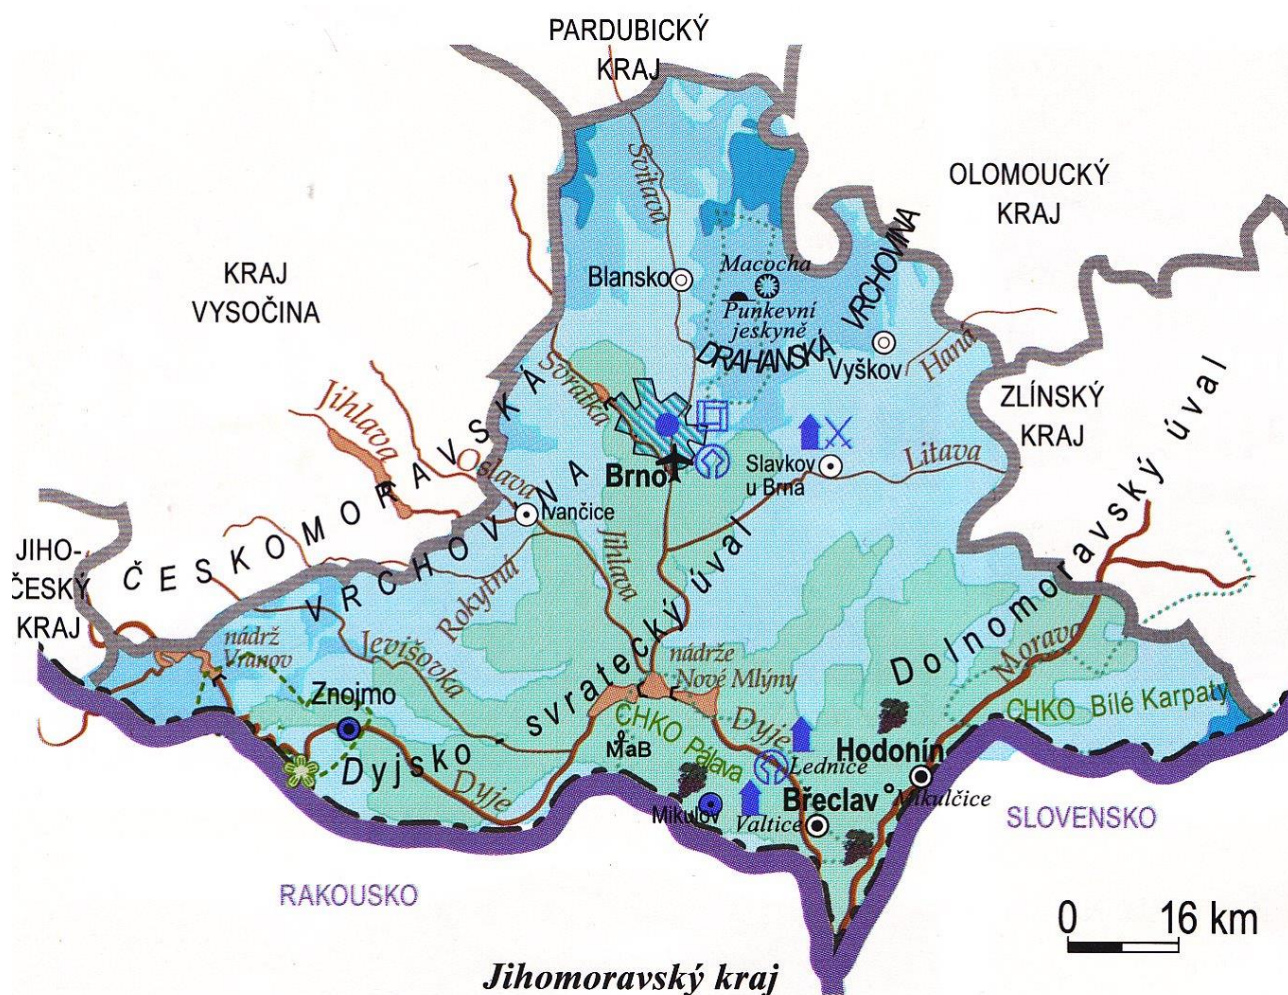 PARDUBICKÝ
KRAJ
OLOMOUCKÝ
KRAJ
KRAJ
VYSOČINA
ZLÍNSKÝ
KRAJ
JIHO-
ČESKÝ
KRAJ
Svitava
Blansko
Macocha
Punkevní
jeskyně
DRAHANSKÁ
VRCHOVINA
Vyškov
Haná
Svratka
Jihlava
Oslava
Brno
Slavkov
u Brna
Litava
Ivančice
Jihlava
Rokytná
ČESKOMORAVSKÁ
VRCHOVINA
Dyjsko - svratecký úval
Dolnomoravský úval
nádrž
Vranov
Jevišovka
Znojmo
nádrže
Nové Mlýny
Morava
CHKO Bílé Karpaty
CHKO Pálava
MaB
Dyje
Dyje
Lednice
Hodonín
Mikulčice
Břeclav
Valtice
Mikulov
SLOVENSKO
RAKOUSKO
0 16 km
Jihomoravský kraj